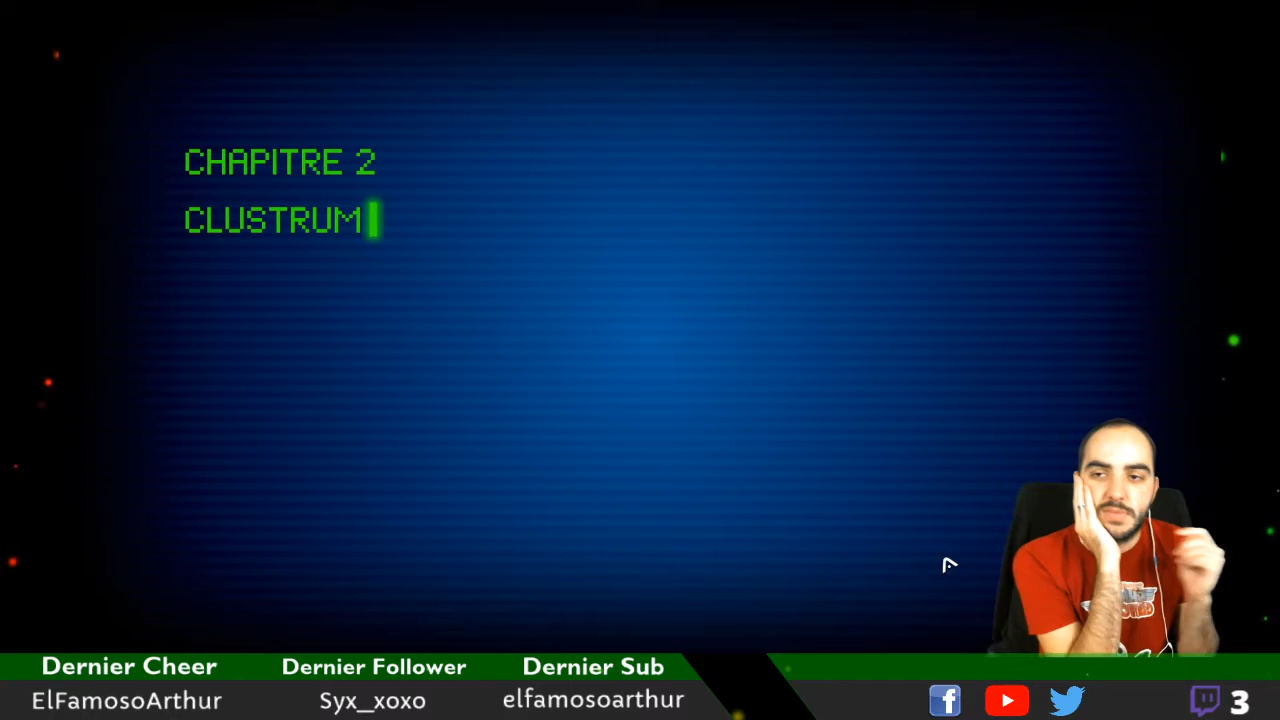 CHAPITRE 2
CLUSTRUM
Dernier Cheer Dernier Follower Dernier Sub
ElFamosoArthur Syx_xoxo elfamosoarthur 3